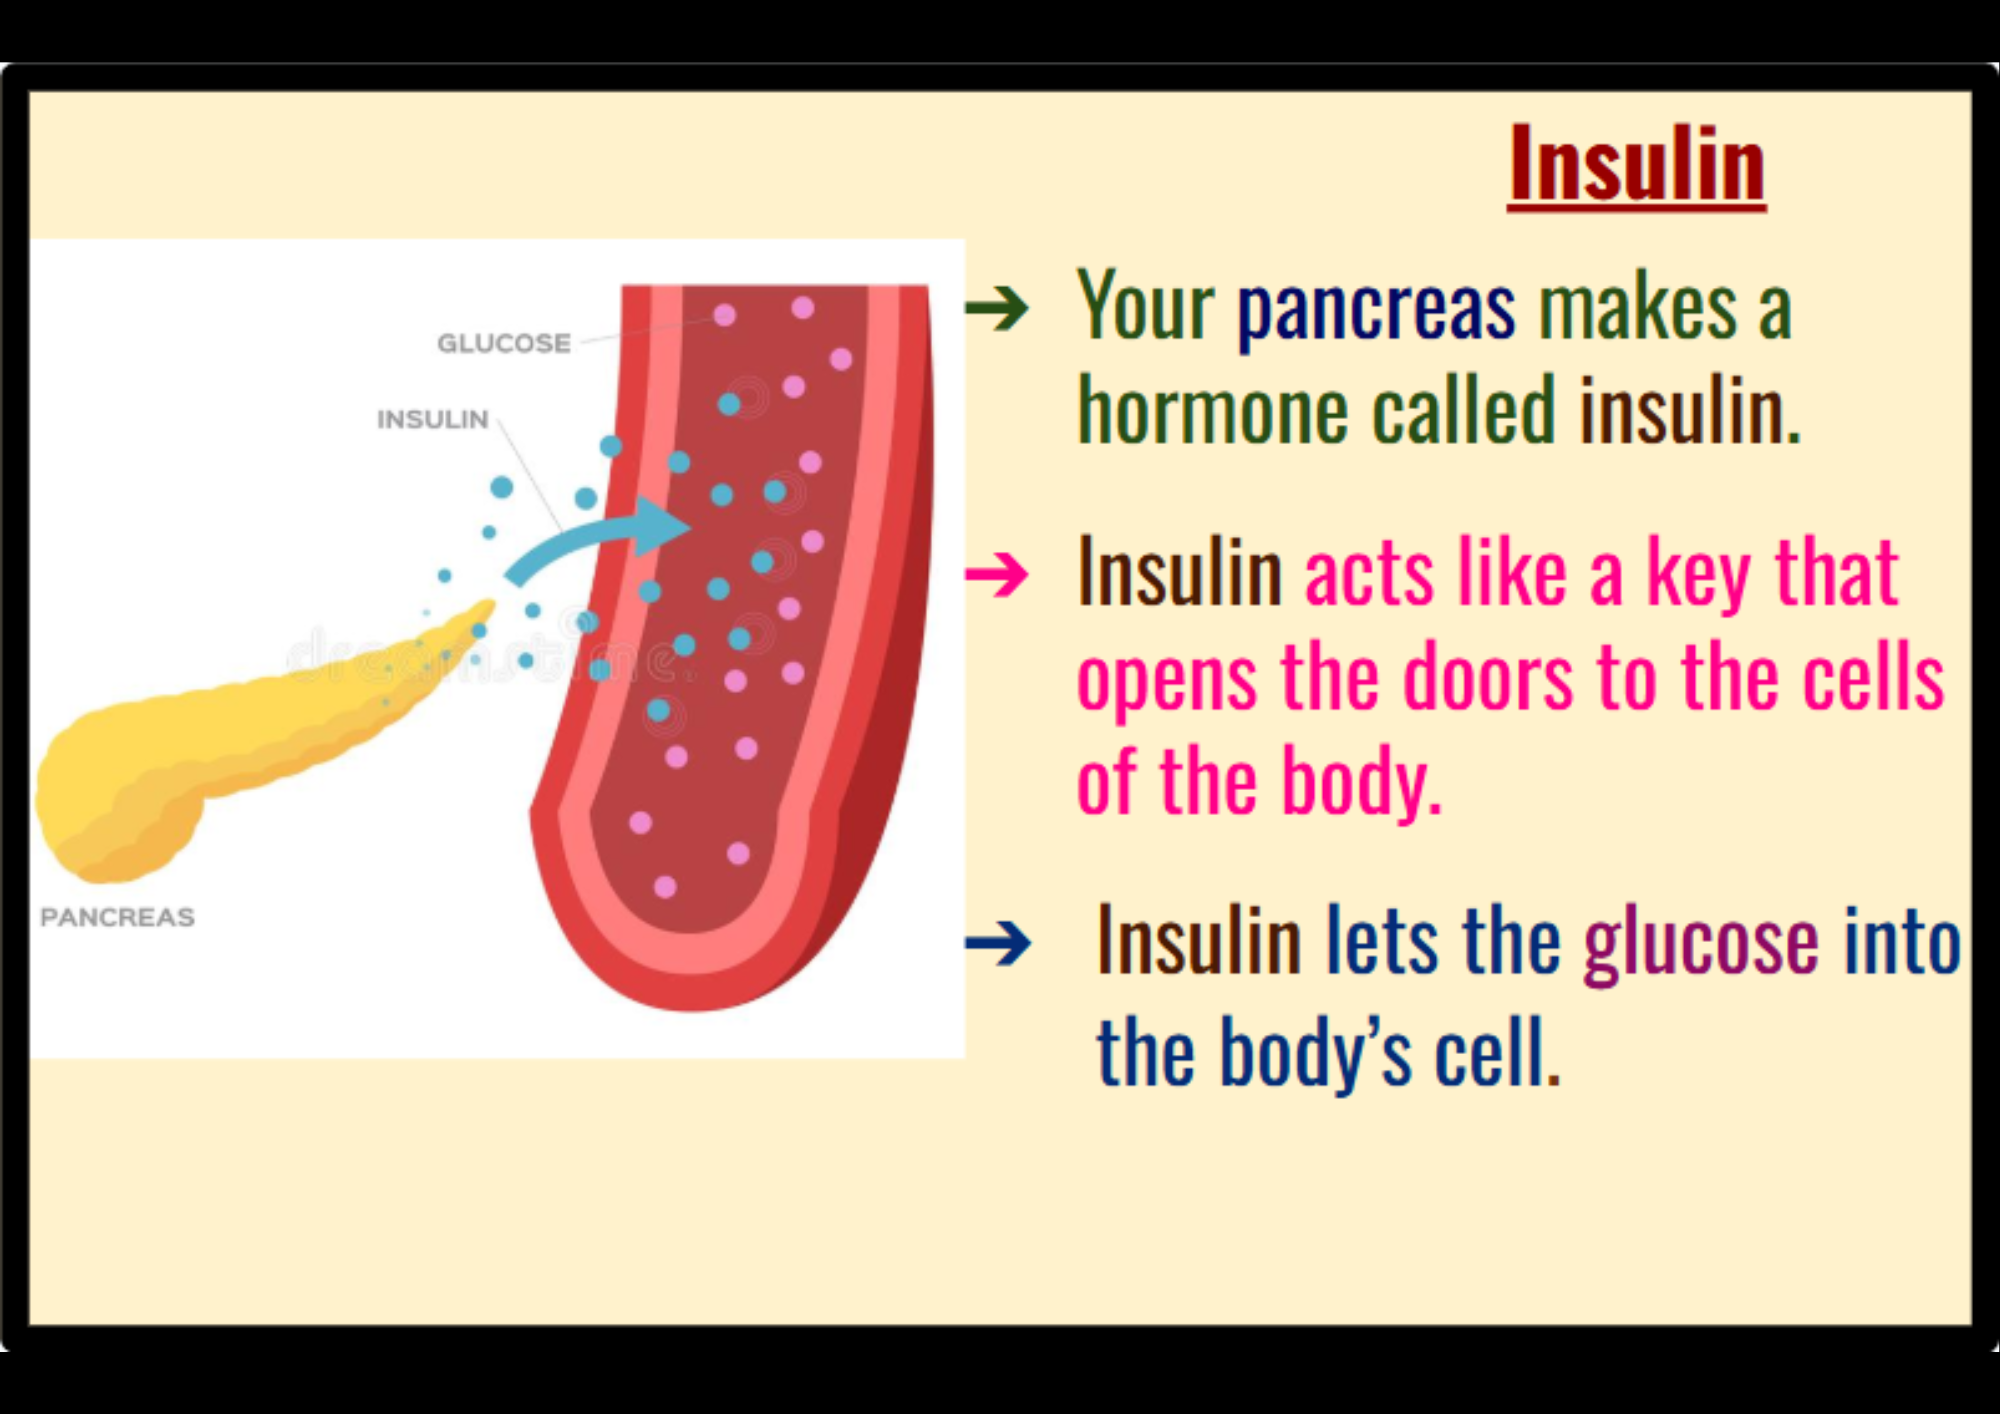 Insulin
GLUCOSE
INSULIN
PANCREAS
dreamstime.
➔ Your pancreas makes a
hormone called insulin.
➔ Insulin acts like a key that
opens the doors to the cells
of the body.
➔ Insulin lets the glucose into
the body’s cell.